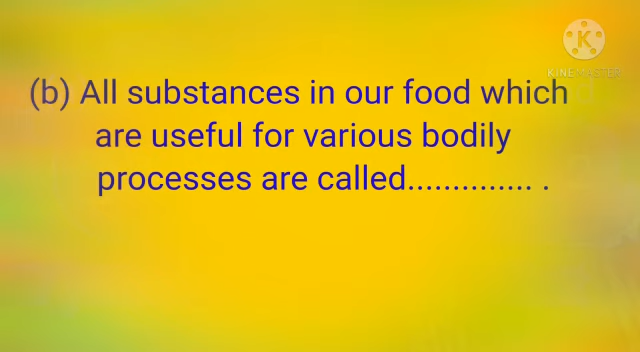 K
KINEMASTER
(b) All substances in our food which
are useful for various bodily
processes are called.............. .